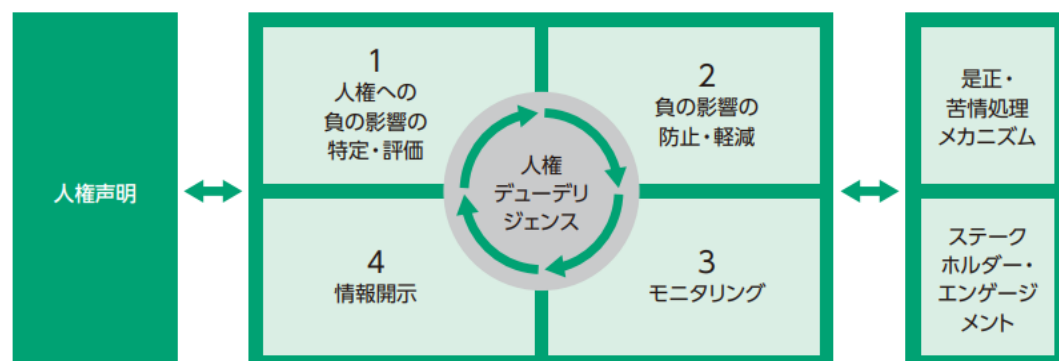 人権声明
1
人権への
負の影響の
特定・評価
2
負の影響の
防止・軽減
人権
デューデリ
ジェンス
4
情報開示
3
モニタリング
是正・
苦情処理
メカニズム
ステーク
ホルダー・
エンゲージ
メント